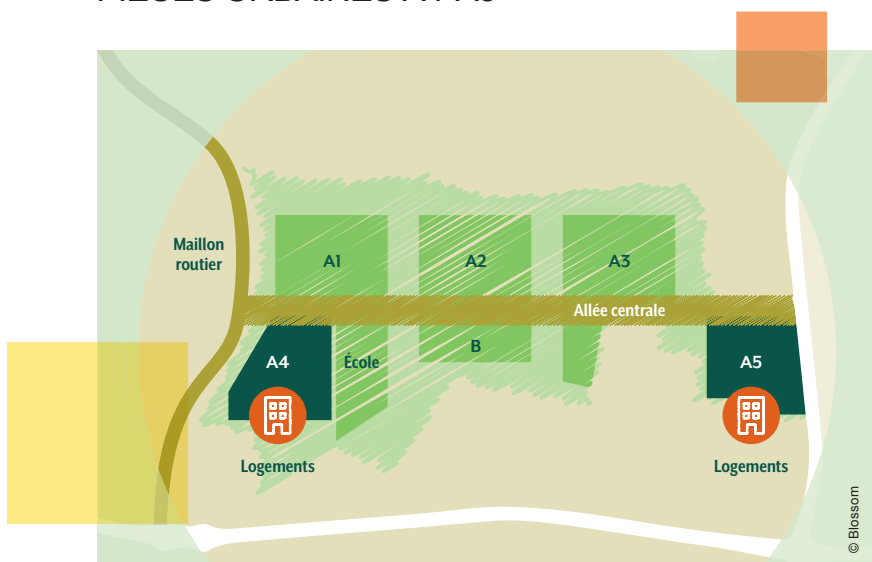 Maillon
routier
A1
A2
A3
Allée centrale
A4
École
B
A5
Logements
Logements
© Blossom